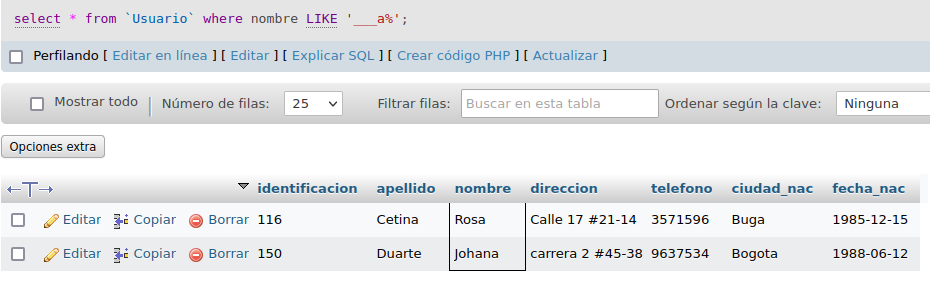 select * from `Usuario` where nombre LIKE '___a%';
Perfilando [ Editar en línea ] [ Editar ] [ Explicar SQL ] [ Crear código PHP ] [ Actualizar ]
Mostrar todo | Número de filas: 25 Filtrar filas: Buscar en esta tabla Ordenar según la clave: Ninguna
Opciones extra
←T→ identificacion apellido nombre direccion telefono ciudad_nac fecha_nac
Editar Copiar Borrar 116 Cetina Rosa Calle 17 #21-14 3571596 Buga 1985-12-15
Editar Copiar Borrar 150 Duarte Johana carrera 2 #45-38 9637534 Bogota 1988-06-12